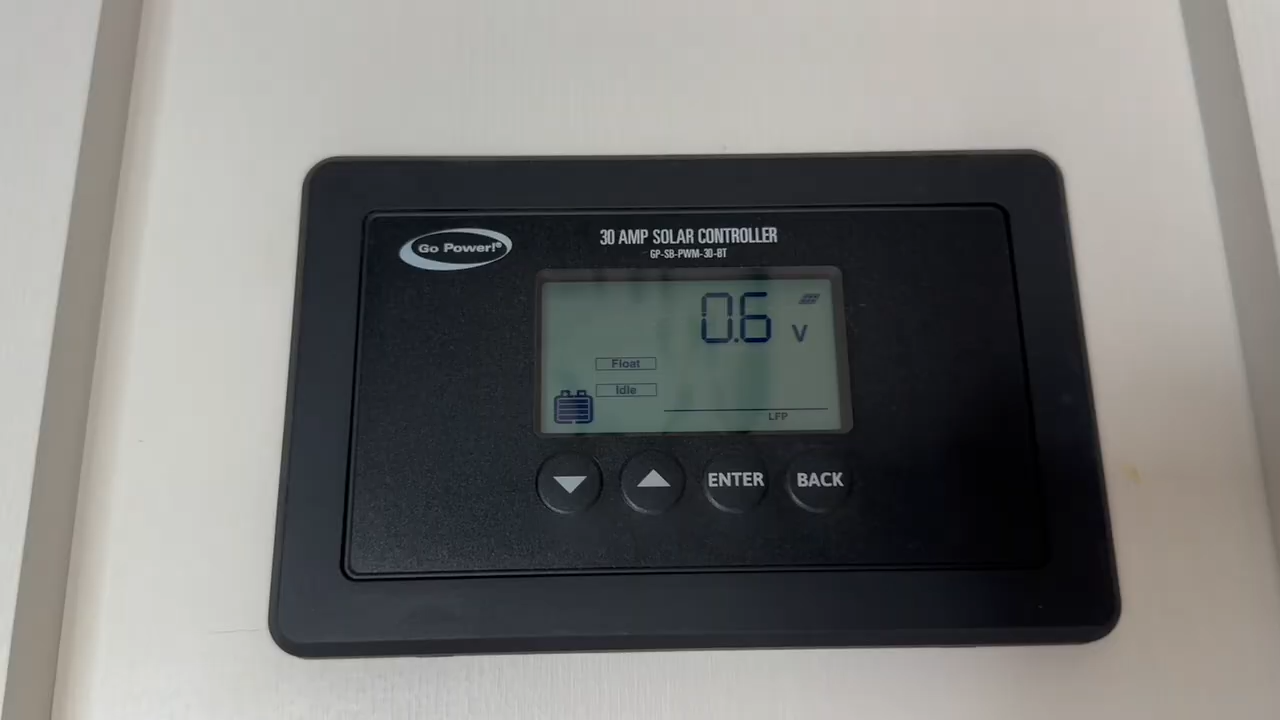 Go Power!®
30 AMP SOLAR CONTROLLER
GP-SB-PWM-30-BT
0.6 V
Float
Idle
LFP
ENTER BACK